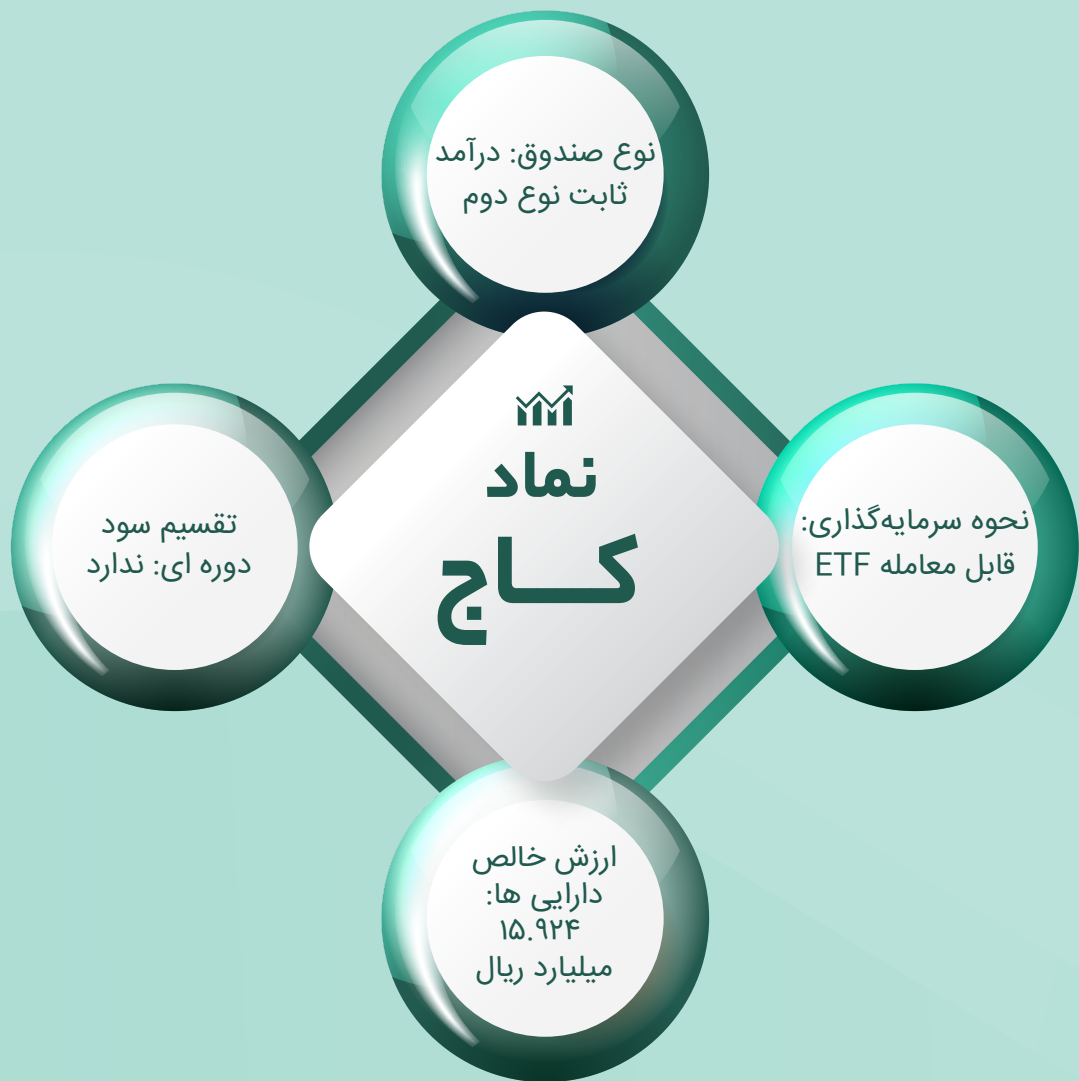 نوع صندوق: درآمد
ثابت نوع دوم
نماد
کـــاج
نحوه سرمایه‌گذاری:
قابل معامله ETF
تقسیم سود
دوره ای: ندارد
ارزش خالص
دارایی ها:
۱۵.۹۲۴
میلیارد ریال